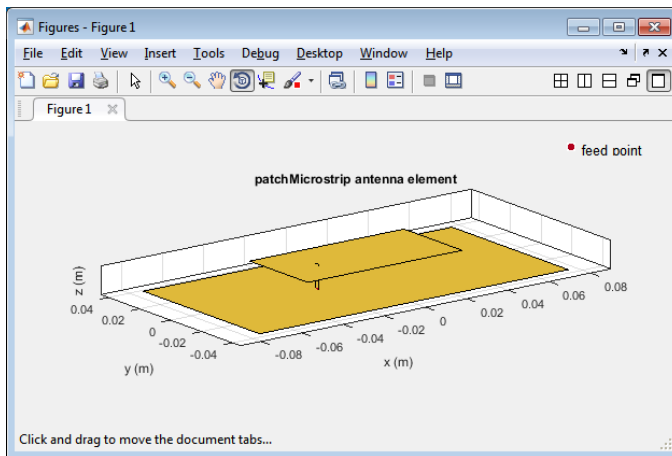 Figures - Figure 1
File Edit View Insert Tools Debug Desktop Window Help
Figure 1
feed point
patchMicrostrip antenna element
z (m)
0.04
0.02
0
-0.02
-0.04
y (m)
-0.08
-0.06
-0.04
-0.02
0
0.02
0.04
0.06
0.08
x (m)
Click and drag to move the document tabs...